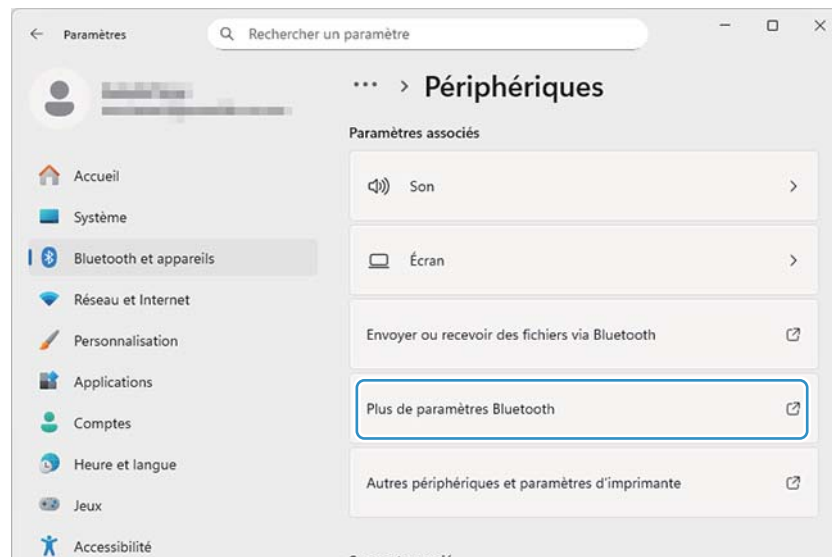 Paramètres
Rechercher un paramètre
Accueil
Système
Bluetooth et appareils
Réseau et Internet
Personnalisation
Applications
Comptes
Heure et langue
Jeux
Accessibilité
... > Périphériques
Paramètres associés
Son
Écran
Envoyer ou recevoir des fichiers via Bluetooth
Plus de paramètres Bluetooth
Autres périphériques et paramètres d'imprimante